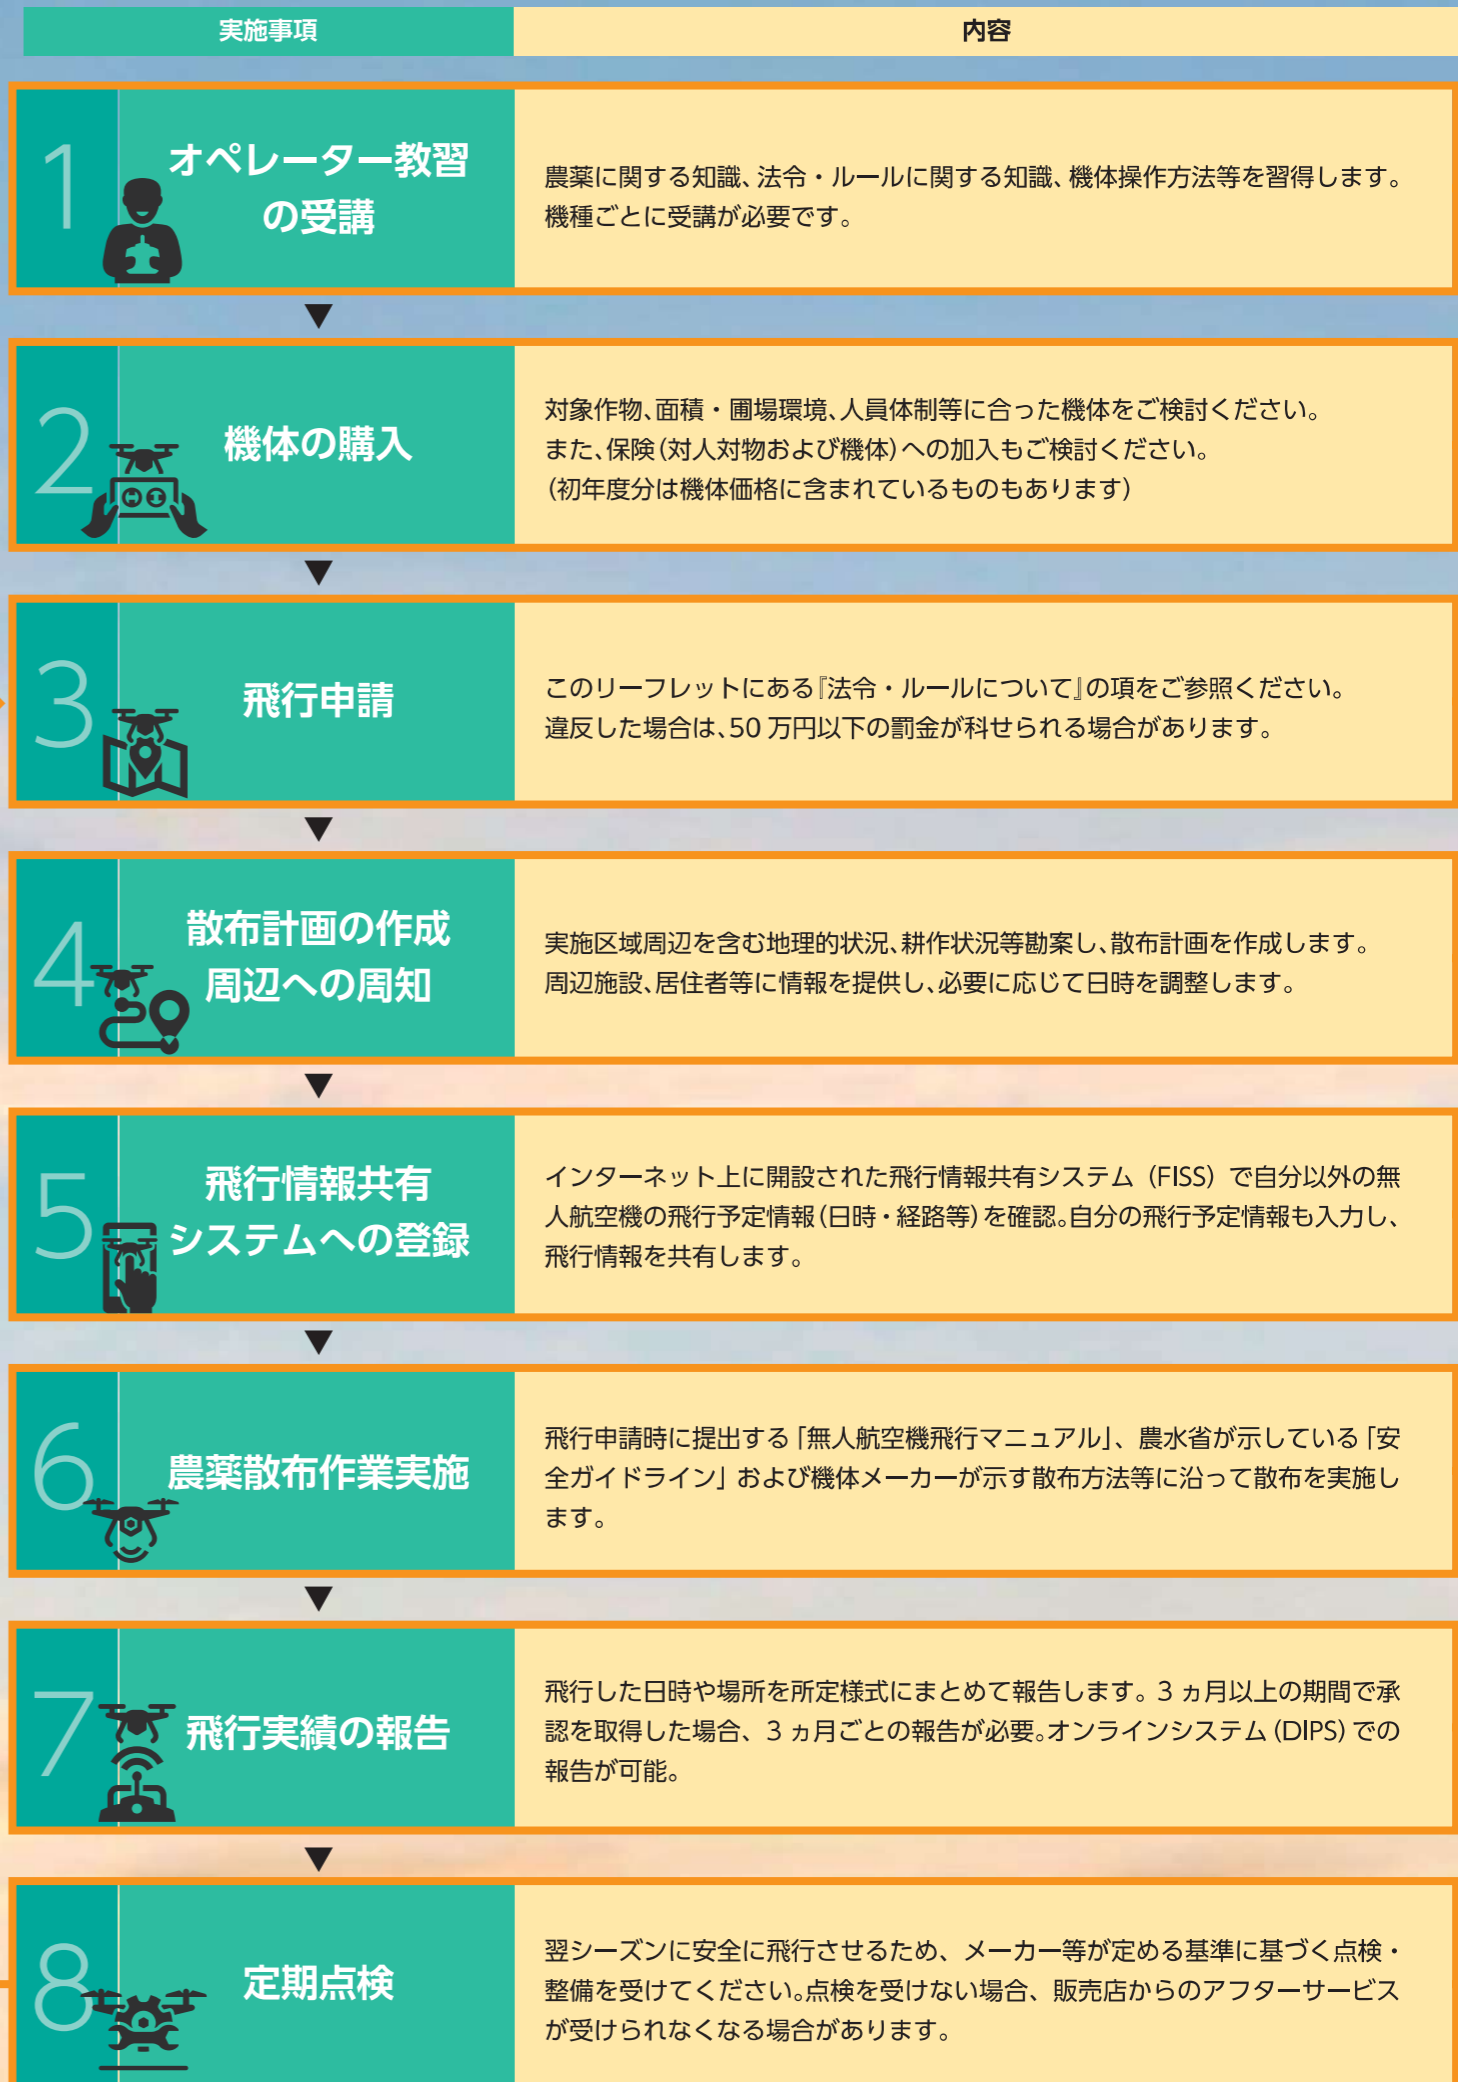 実施事項
内容
1
オペレーター教習
の受講
農薬に関する知識、法令・ルールに関する知識、機体操作方法等を習得します。
機種ごとに受講が必要です。
▼
2
機体の購入
対象作物、面積・圃場環境、人員体制等に合った機体をご検討ください。
また、保険(対人対物および機体)への加入もご検討ください。
(初年度分は機体価格に含まれているものもあります)
▼
3
飛行申請
このリーフレットにある『法令・ルールについて』の項をご参照ください。
違反した場合は、50 万円以下の罰金が科せられる場合があります。
▼
4
散布計画の作成
周辺への周知
実施区域周辺を含む地理的状況、耕作状況等勘案し、散布計画を作成します。
周辺施設、居住者等に情報を提供し、必要に応じて日時を調整します。
▼
5
飛行情報共有
システムへの登録
インターネット上に開設された飛行情報共有システム（FISS）で自分以外の無
人航空機の飛行予定情報(日時・経路等)を確認。自分の飛行予定情報も入力し、
飛行情報を共有します。
▼
6
農薬散布作業実施
飛行申請時に提出する「無人航空機飛行マニュアル」、農水省が示している「安
全ガイドライン」および機体メーカーが示す散布方法等に沿って散布を実施し
ます。
▼
7
飛行実績の報告
飛行した日時や場所を所定様式にまとめて報告します。3 ヵ月以上の期間で承
認を取得した場合、3 ヵ月ごとの報告が必要。オンラインシステム(DIPS)での
報告が可能。
▼
8
定期点検
翌シーズンに安全に飛行させるため、メーカー等が定める基準に基づく点検・
整備を受けてください。点検を受けない場合、販売店からのアフターサービス
が受けられなくなる場合があります。